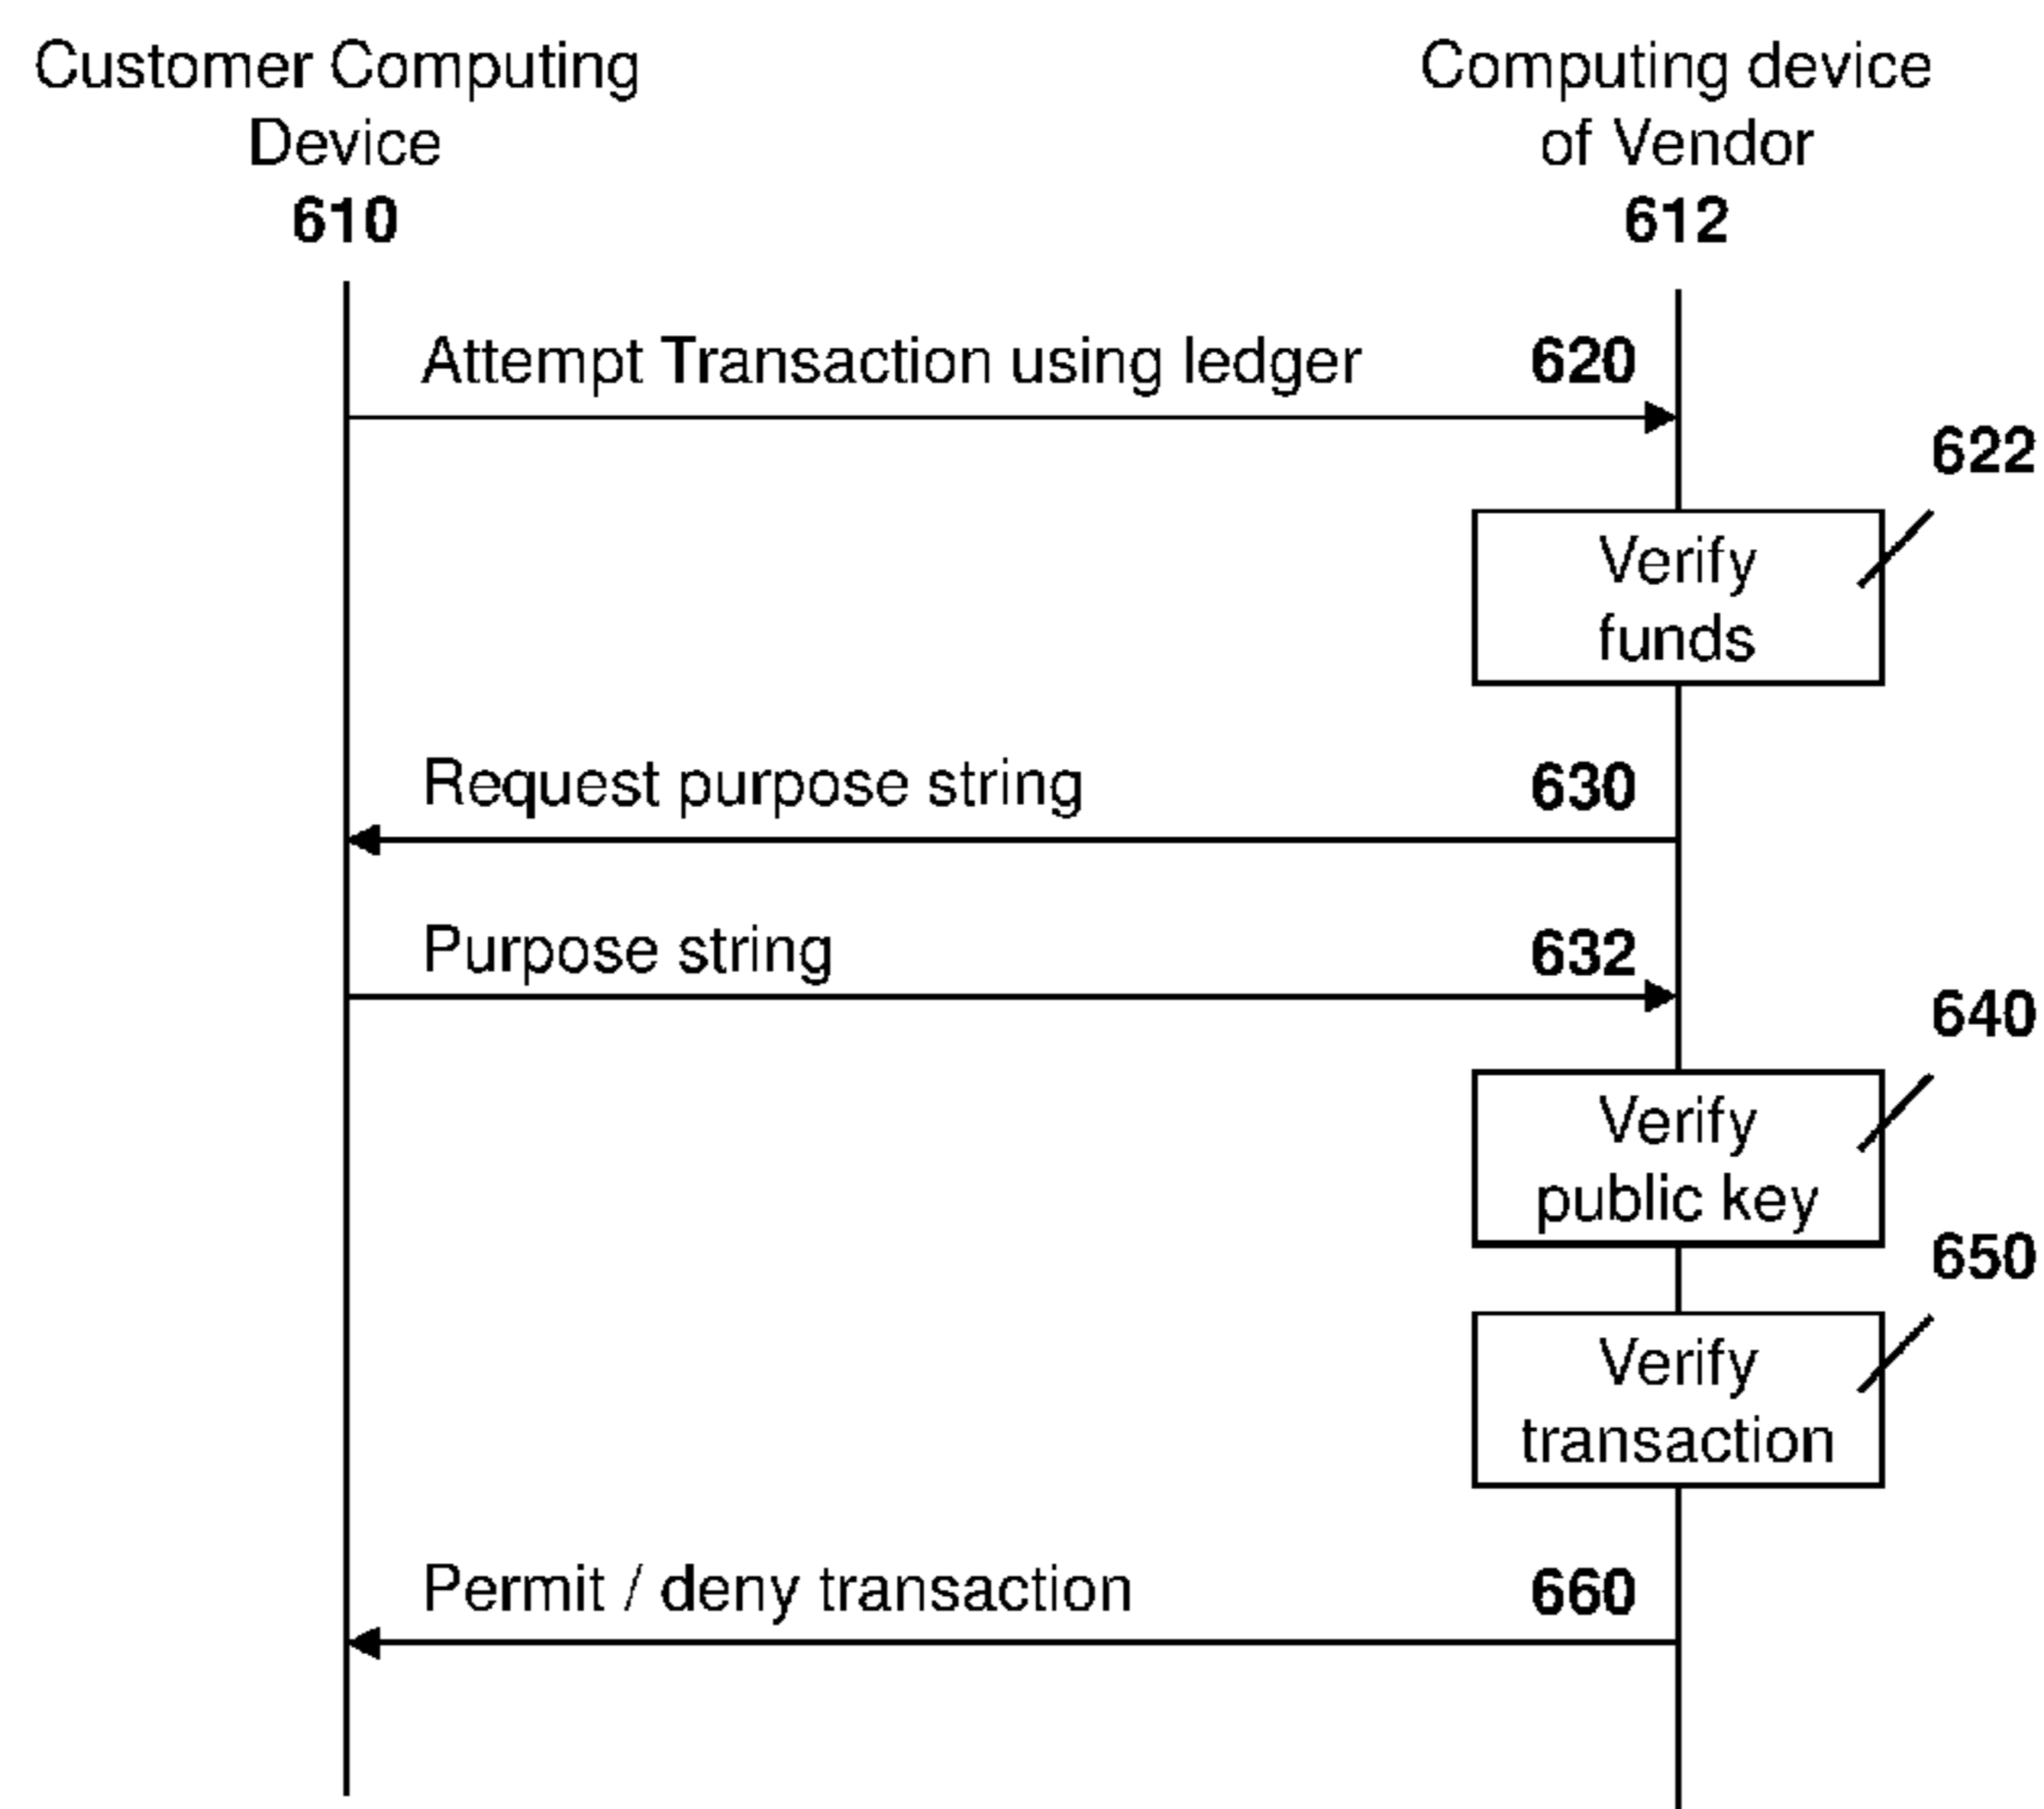 Customer Computing
Device
610
Computing device
of Vendor
612
Attempt Transaction using ledger 620
622
Verify
funds
Request purpose string 630
Purpose string 632
640
Verify
public key
650
Verify
transaction
Permit / deny transaction 660